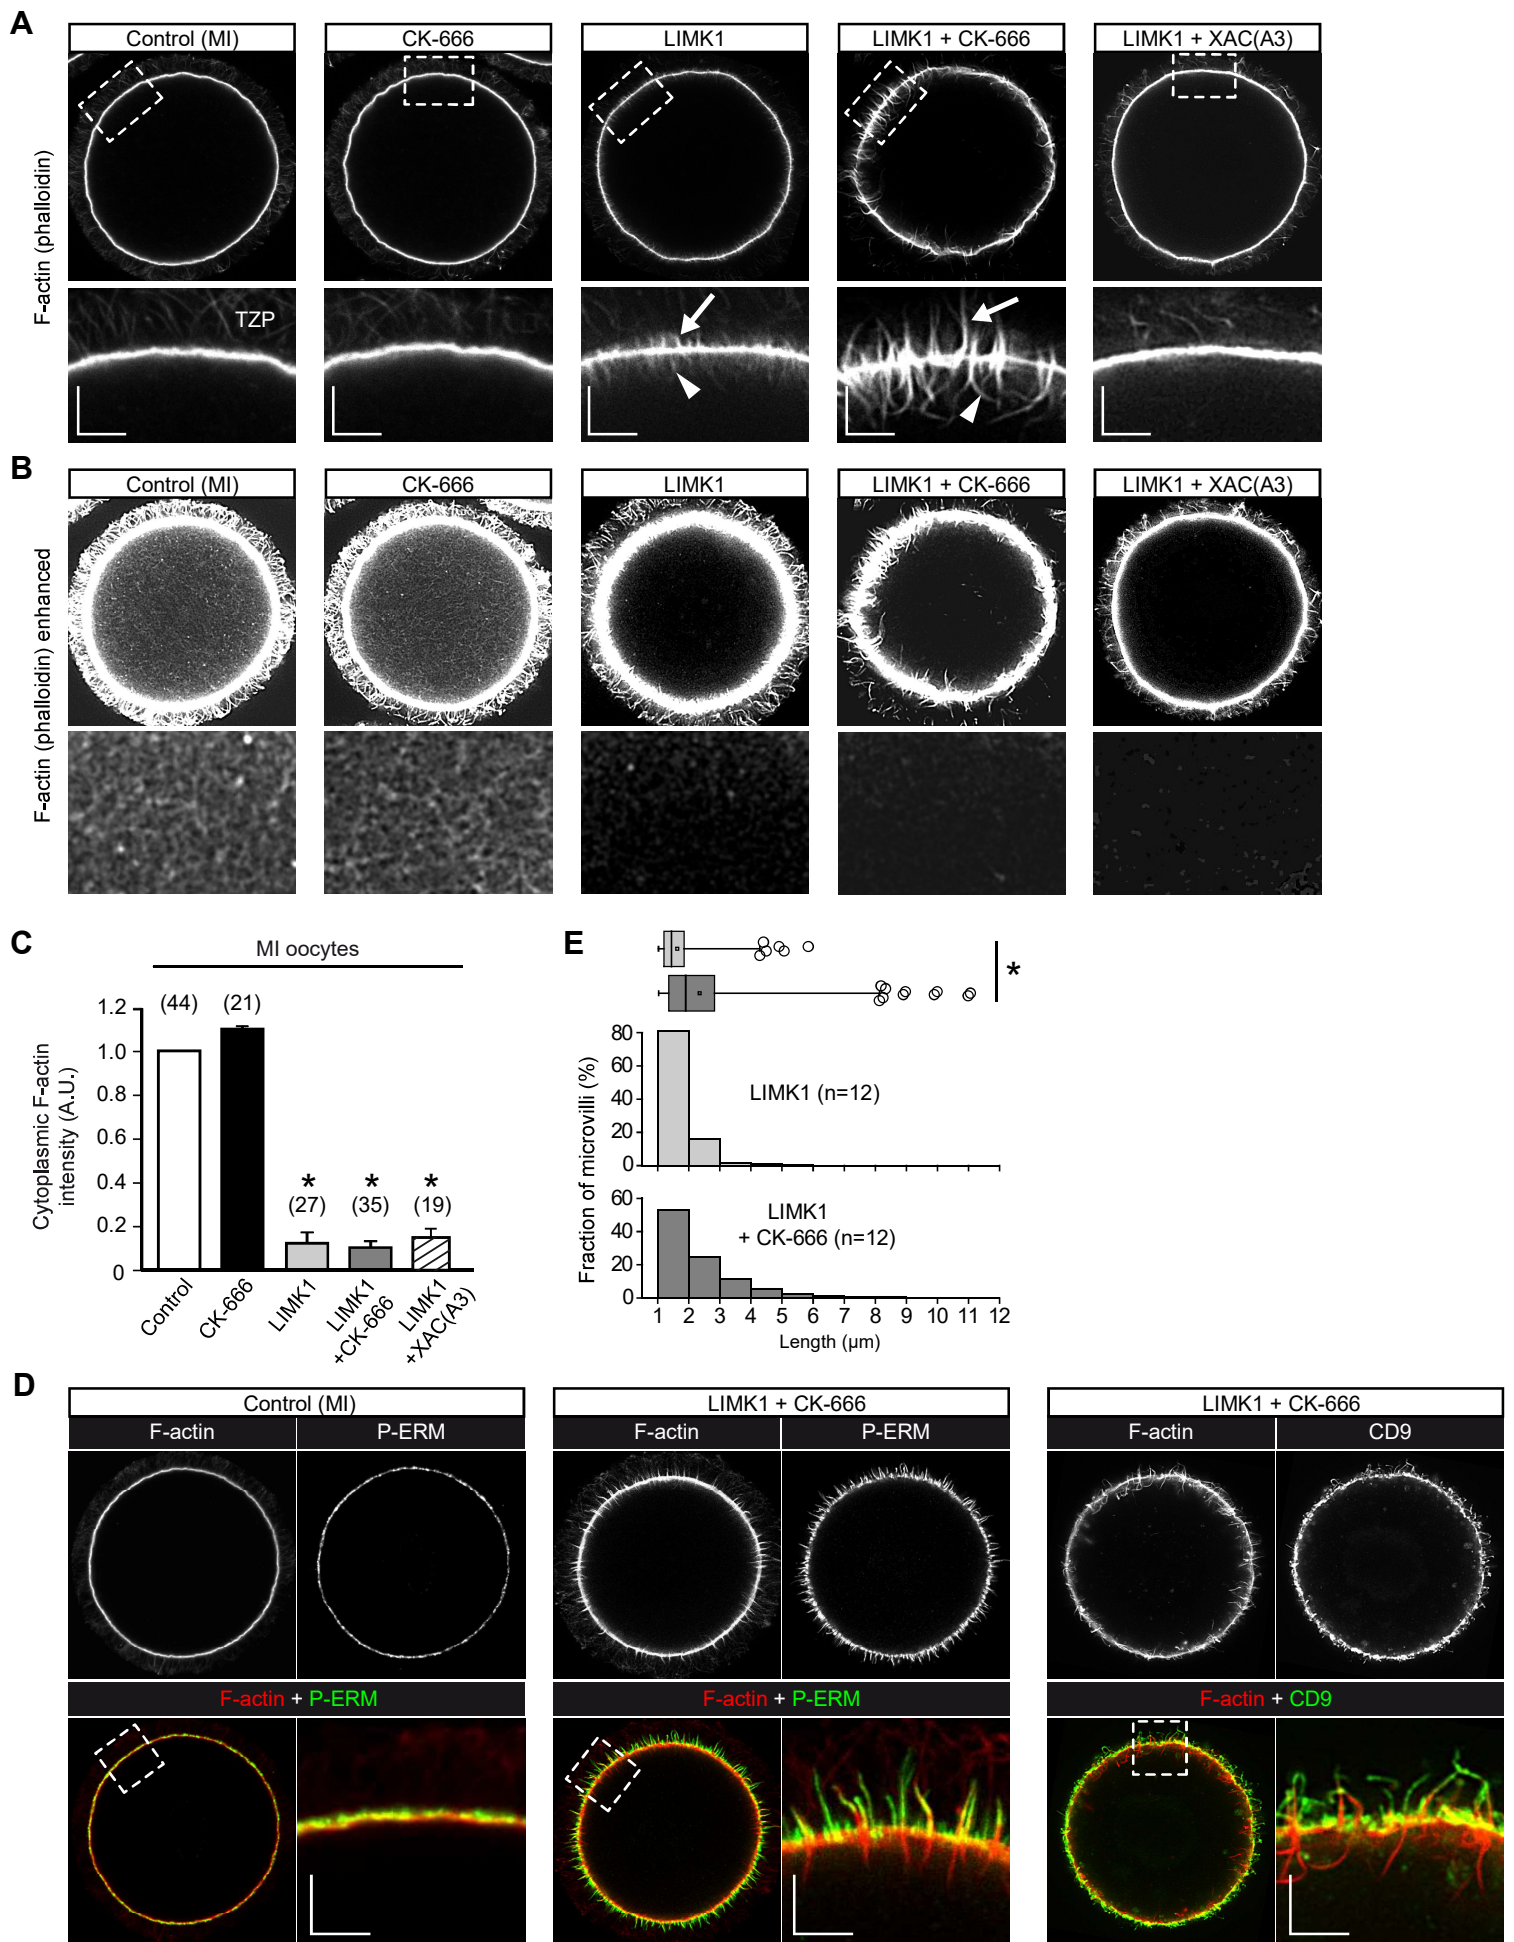 A
Control (MI)
CK-666
LIMK1
LIMK1 + CK-666
LIMK1 + XAC(A3)
F-actin (phalloidin)
TZP
B
Control (MI)
CK-666
LIMK1
LIMK1 + CK-666
LIMK1 + XAC(A3)
F-actin (phalloidin) enhanced
C
MI oocytes
Cytoplasmic F-actin
intensity (A.U.)
1.2
1.0
0.8
0.6
0.4
0.2
0
(44)
(21)
*
(27)
*
(35)
*
(19)
Control
CK-666
LIMK1
LIMK1
+CK-666
LIMK1
+XAC(A3)
E
*
Fraction of microvilli (%)
80
60
40
20
0
LIMK1 (n=12)
60
40
20
0
LIMK1
+ CK-666 (n=12)
1 2 3 4 5 6 7 8 9 10 11 12
Length (µm)
D
Control (MI)
F-actin
P-ERM
F-actin + P-ERM
LIMK1 + CK-666
F-actin
P-ERM
F-actin + P-ERM
LIMK1 + CK-666
F-actin
CD9
F-actin + CD9